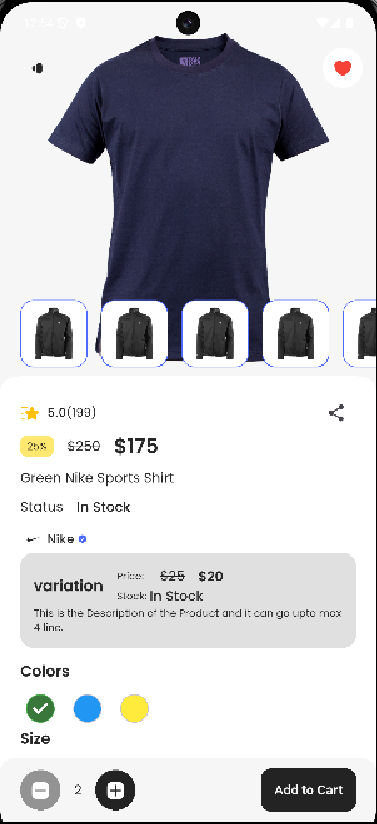 5.0(199)
25% $250 $175
Green Nike Sports Shirt
Status In Stock
Nike
variation
Price: $25 $20
Stock: In Stock
This is the Description of the Product and it can go upto max
4 line.
Colors
Size
2 Add to Cart